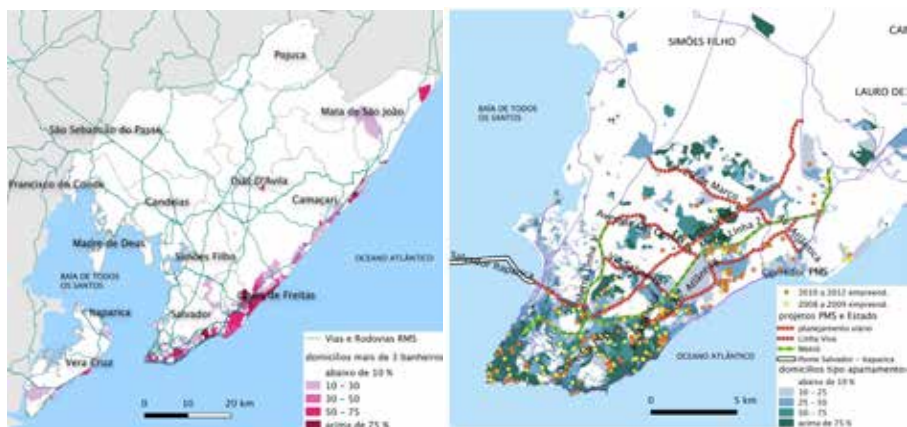 Pojuca
Mata de São João
São Sebastião do Passé
Francisco do Conde
Dias D'Avila
Candeias
Camaçari
Madre de Deus
Simões Filho
BAÍA DE TODOS
OS SANTOS
OCEANO ATLÂNTICO
Itaparica
Salvador
de Freitas
Vera Cruz
Vias e Rodovias RMS
domicílios mais de 3 banheiros
abaixo de 10 %
10 - 30
30 - 50
50 - 75
acima de 75 %
0 10 20 km
SIMÕES FILHO
BAÍA DE TODOS
OS SANTOS
LAURO DE
Linha
Corredor PMS
OCEANO ATLÂNTICO
2010 a 2012 empreend.
2008 a 2009 empreend.
projetos PMS e Estado
planejamento viário
Linha Viva
Metrô
Ponte Salvador - Itaparica
domicílios tipo apartamento
abaixo de 10 %
10 - 25
25 - 50
50 - 75
acima de 75 %
0 5 km